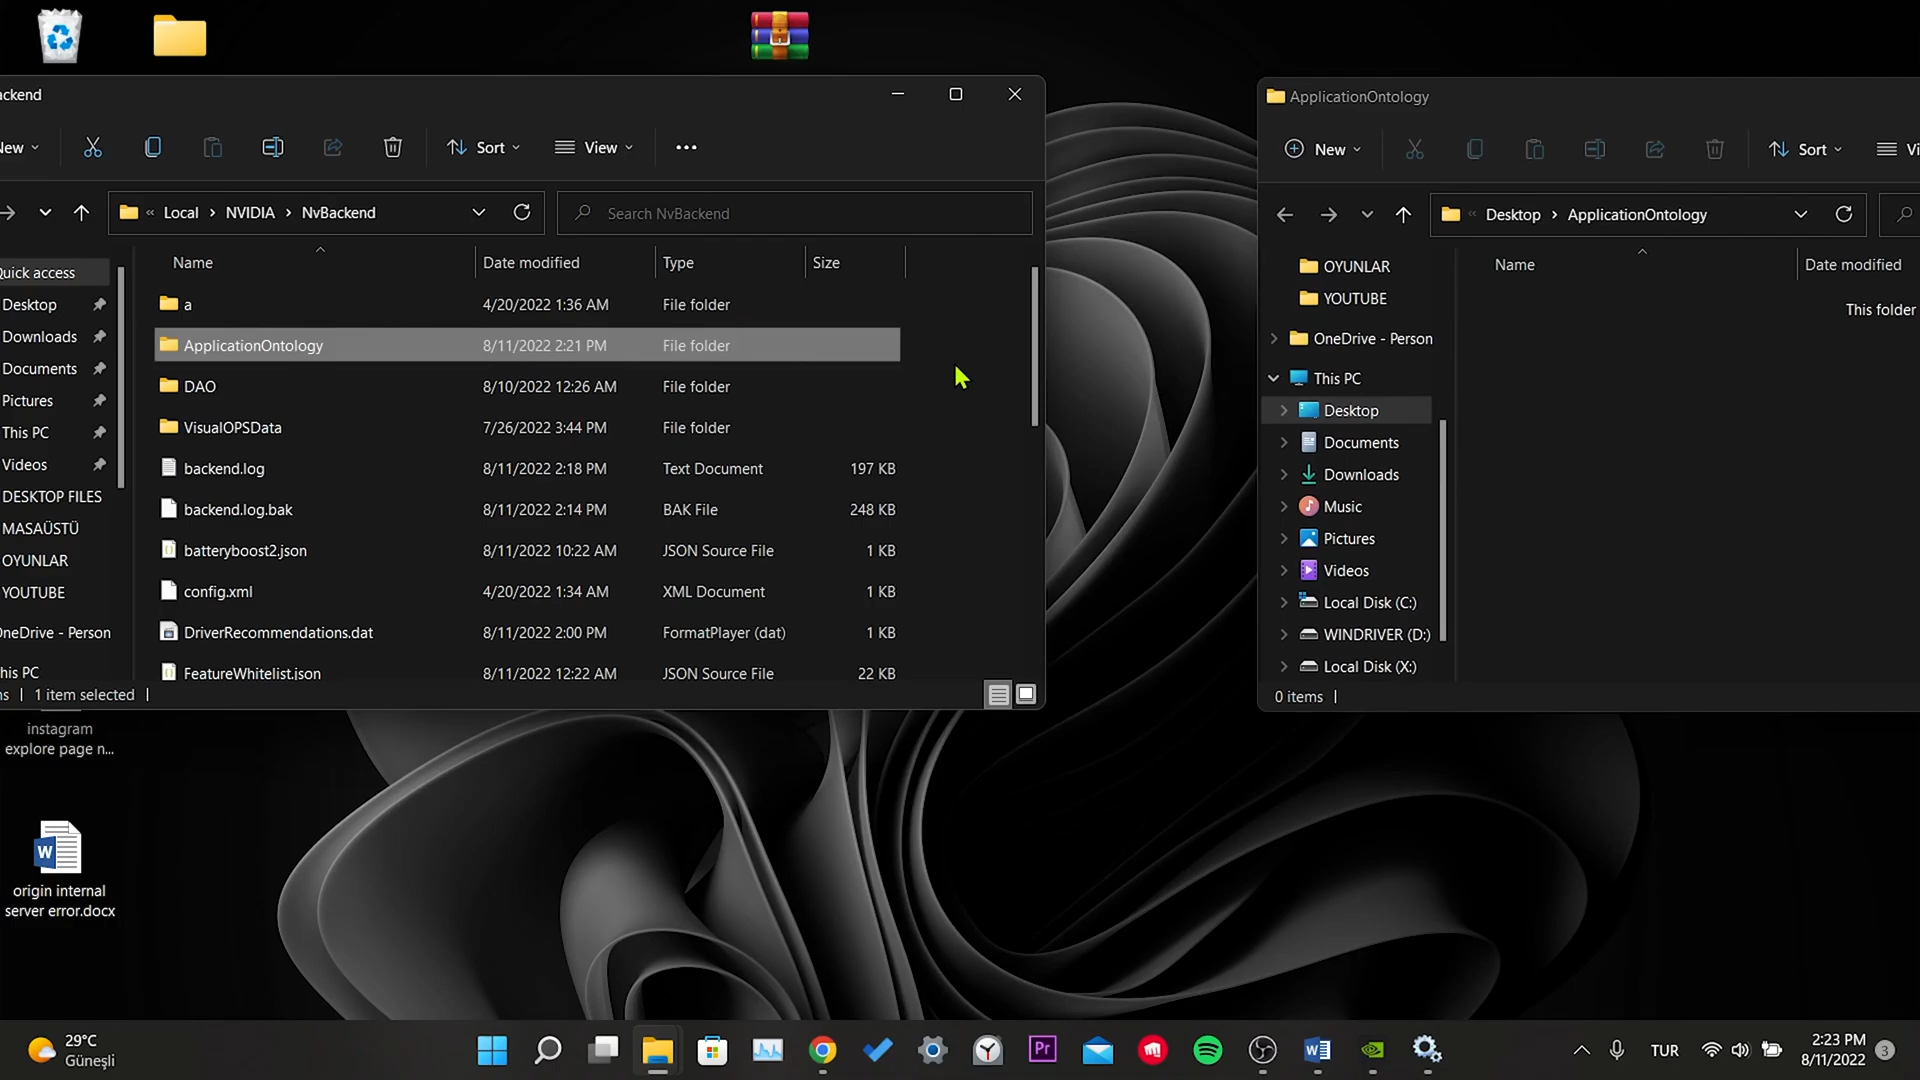 ackend
New
Sort
View
Local > NVIDIA > NvBackend
Search NvBackend
Name
Date modified
Type
Size
Quick access
Desktop
Downloads
Documents
Pictures
This PC
Videos
DESKTOP FILES
MASAÜSTÜ
OYUNLAR
YOUTUBE
OneDrive - Person
his PC
a 4/20/2022 1:36 AM File folder
ApplicationOntology 8/11/2022 2:21 PM File folder
DAO 8/10/2022 12:26 AM File folder
VisualOPSData 7/26/2022 3:44 PM File folder
backend.log 8/11/2022 2:18 PM Text Document 197 KB
backend.log.bak 8/11/2022 2:14 PM BAK File 248 KB
batteryboost2.json 8/11/2022 10:22 AM JSON Source File 1 KB
config.xml 4/20/2022 1:34 AM XML Document 1 KB
DriverRecommendations.dat 8/11/2022 2:00 PM FormatPlayer (dat) 1 KB
FeatureWhitelist.json 8/11/2022 12:22 AM JSON Source File 22 KB
ns | 1 item selected |
ApplicationOntology
New
Sort
Vi
Desktop > ApplicationOntology
Name
Date modified
This folder
OYUNLAR
YOUTUBE
OneDrive - Person
This PC
Desktop
Documents
Downloads
Music
Pictures
Videos
Local Disk (C:)
WINDRIVER (D:)
Local Disk (X:)
0 items |
instagram
explore page n...
W
origin internal
server error.docx
29°C
Güneşli
Pr
W
TUR
2:23 PM
8/11/2022
3